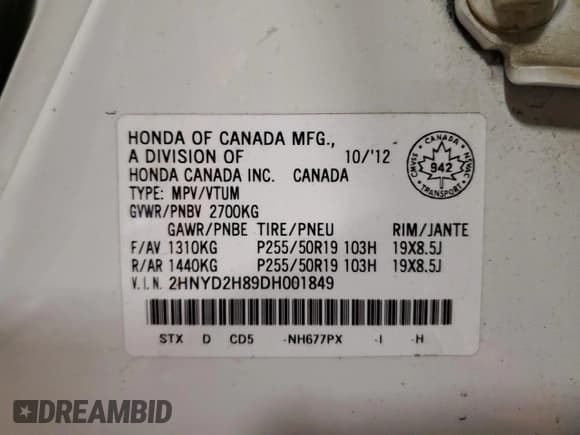 HONDA OF CANADA MFG.,
A DIVISION OF 10/'12
HONDA CANADA INC. CANADA
TYPE: MPV/VTUM
GVWR/PNBV 2700KG
GAWR/PNBE TIRE/PNEU RIM/JANTE
F/AV 1310KG P255/50R19 103H 19X8.5J
R/AR 1440KG P255/50R19 103H 19X8.5J
V.I.N. 2HNYD2H89DH001849
STX D CD5 -NH677PX -I -H
CANADA
CMVSS 942 NSVAC
TRANSPORT
DREAMBID